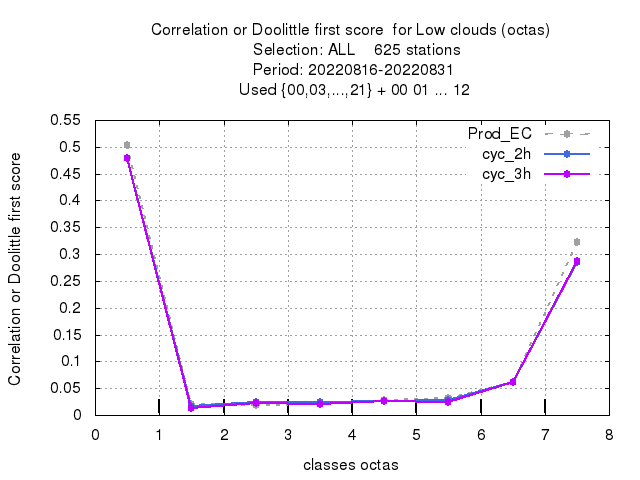 Correlation or Doolittle first score  for Low clouds (octas)
Selection: ALL    625 stations
Period: 20220816-20220831
Used {00,03,...,21} + 00 01 ... 12
Correlation or Doolittle first score
0.55
0.5
0.45
0.4
0.35
0.3
0.25
0.2
0.15
0.1
0.05
0
Prod_EC
cyc_2h
cyc_3h
0 1 2 3 4 5 6 7 8
classes octas